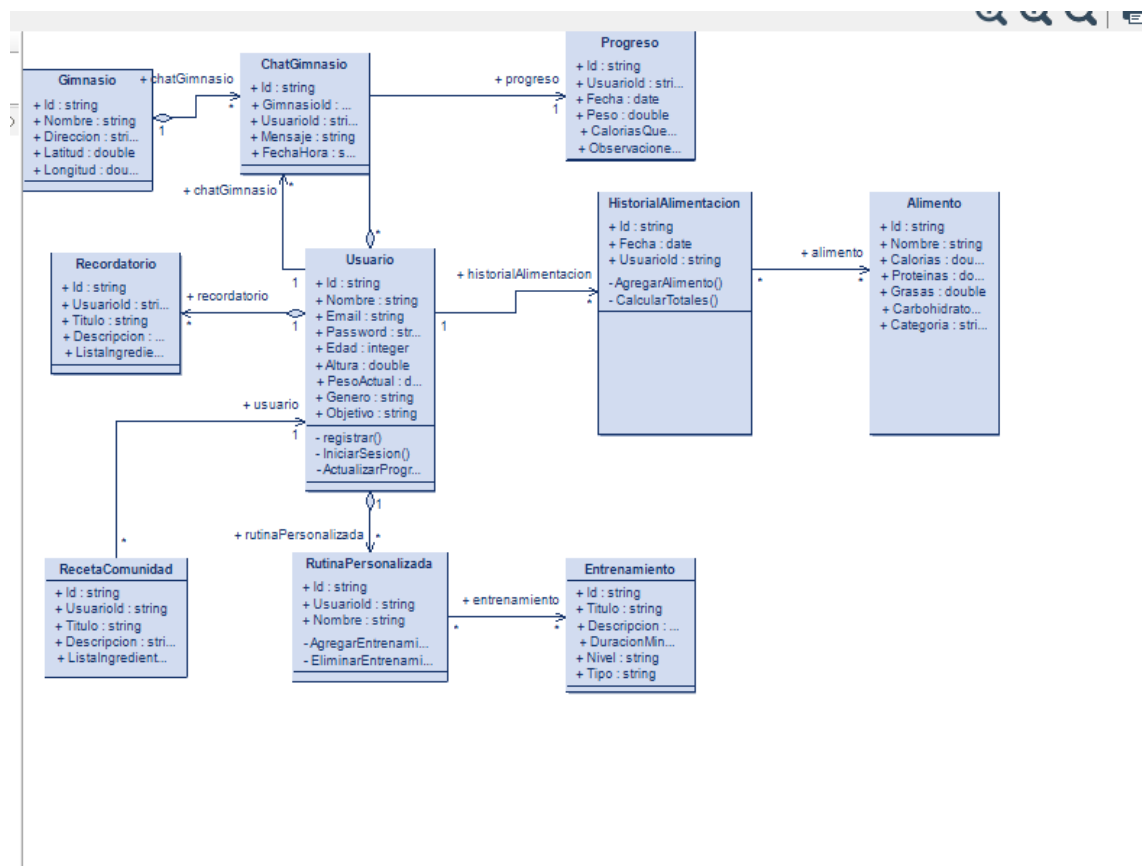 Gimnasio
+ Id : string
+ Nombre : string
+ Direccion : stri...
+ Latitud : double
+ Longitud : dou...
+ chatGimnasio
*
1
ChatGimnasio
+ Id : string
+ GimnasioId : ...
+ UsuarioId : stri...
+ Mensaje : string
+ FechaHora : s...
+ progreso
1
Progreso
+ Id : string
+ UsuarioId : stri...
+ Fecha : date
+ Peso : double
+ CaloriasQue...
+ Observacione...
+ chatGimnasio
*
1
*
Recordatorio
+ Id : string
+ UsuarioId : stri...
+ Titulo : string
+ Descripcion : ...
+ ListaIngredie...
+ recordatorio
*
1
Usuario
+ Id : string
+ Nombre : string
+ Email : string
+ Password : str...
+ Edad : integer
+ Altura : double
+ PesoActual : d...
+ Genero : string
+ Objetivo : string
- registrar()
- IniciarSesion()
- ActualizarProgr...
+ historialAlimentacion
1
*
HistorialAlimentacion
+ Id : string
+ Fecha : date
+ UsuarioId : string
- AgregarAlimento()
- CalcularTotales()
+ alimento
*
*
Alimento
+ Id : string
+ Nombre : string
+ Calorias : dou...
+ Proteinas : do...
+ Grasas : double
+ Carbohidrato...
+ Categoria : stri...
+ usuario
1
*
RecetaComunidad
+ Id : string
+ UsuarioId : string
+ Titulo : string
+ Descripcion : stri...
+ ListaIngredient...
1
+ rutinaPersonalizada
*
RutinaPersonalizada
+ Id : string
+ UsuarioId : string
+ Nombre : string
- AgregarEntrenami...
- EliminarEntrenami...
+ entrenamiento
*
*
Entrenamiento
+ Id : string
+ Titulo : string
+ Descripcion : ...
+ DuracionMin...
+ Nivel : string
+ Tipo : string